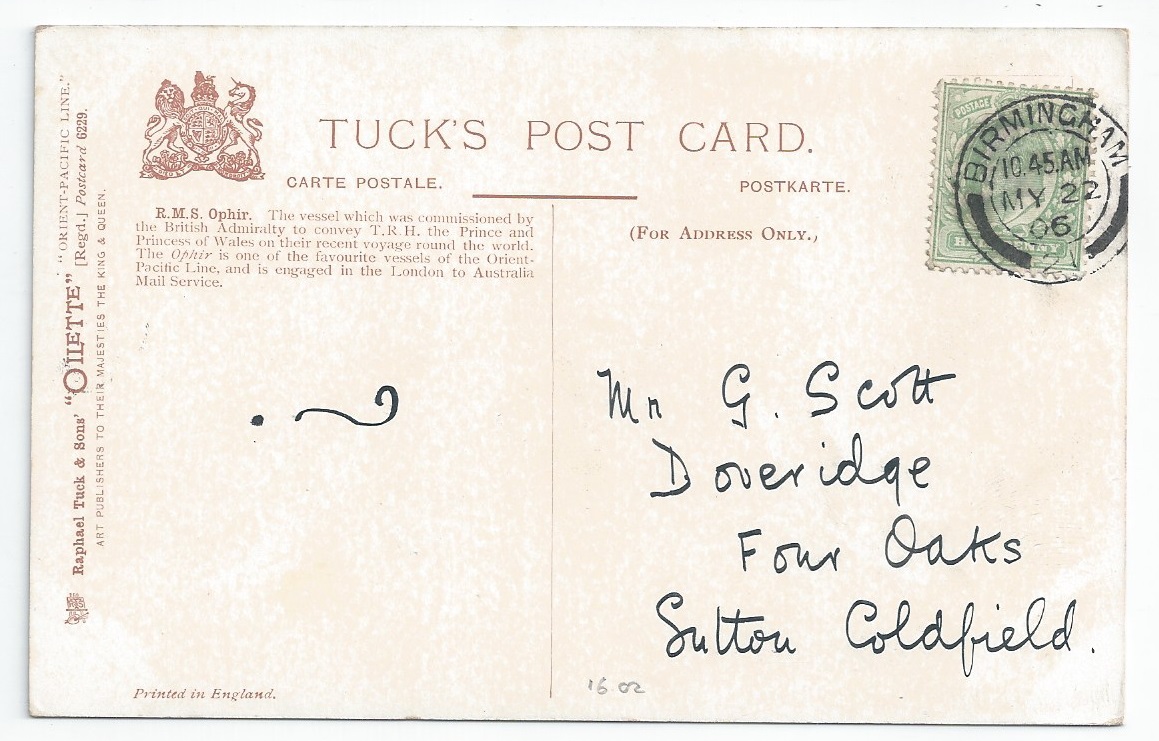 "ORIENT-PACIFIC LINE."
Raphael Tuck & Sons' "OILETTE" [Regd.] Postcard 6229.
ART PUBLISHERS TO THEIR MAJESTIES THE KING & QUEEN.
TUCK'S POST CARD.
CARTE POSTALE.
POSTKARTE.
R.M.S. Ophir. The vessel which was commissioned by
the British Admiralty to convey T.R.H. the Prince and
Princess of Wales on their recent voyage round the world.
The Ophir is one of the favourite vessels of the Orient-
Pacific Line, and is engaged in the London to Australia
Mail Service.
(FOR ADDRESS ONLY.)
POSTAGE
BIRMINGHAM
10.45.AM
MY 22
06
Mr G. Scott
Doveridge
Four Oaks
Sutton Coldfield.
Printed in England.
16.02